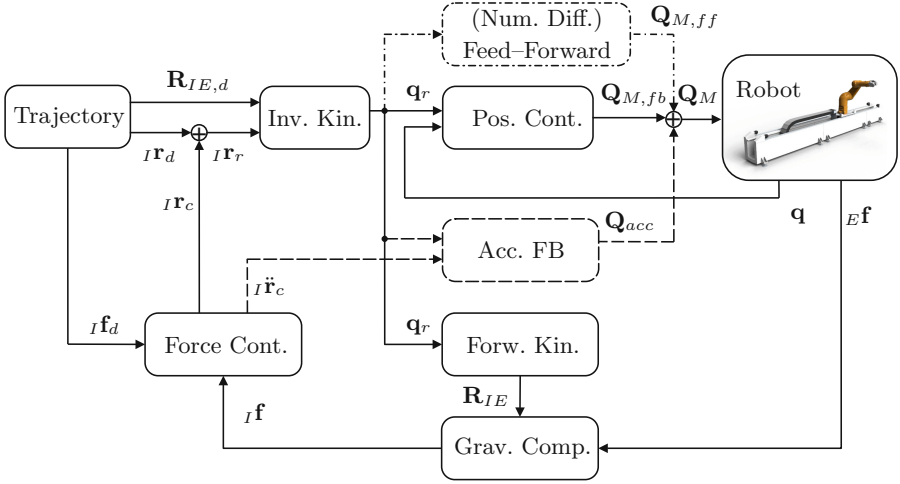 (Num. Diff.)
Feed–Forward
Q_{M,ff}
R_{IE,d}
Trajectory
Inv. Kin.
q_r
Pos. Cont.
Q_{M,fb}
Q_M
Robot
_I r_d
_I r_r
_I r_c
q
_E f
Q_{acc}
Acc. FB
_I r̈_c
_I f_d
Force Cont.
q_r
Forw. Kin.
R_{IE}
_I f
Grav. Comp.